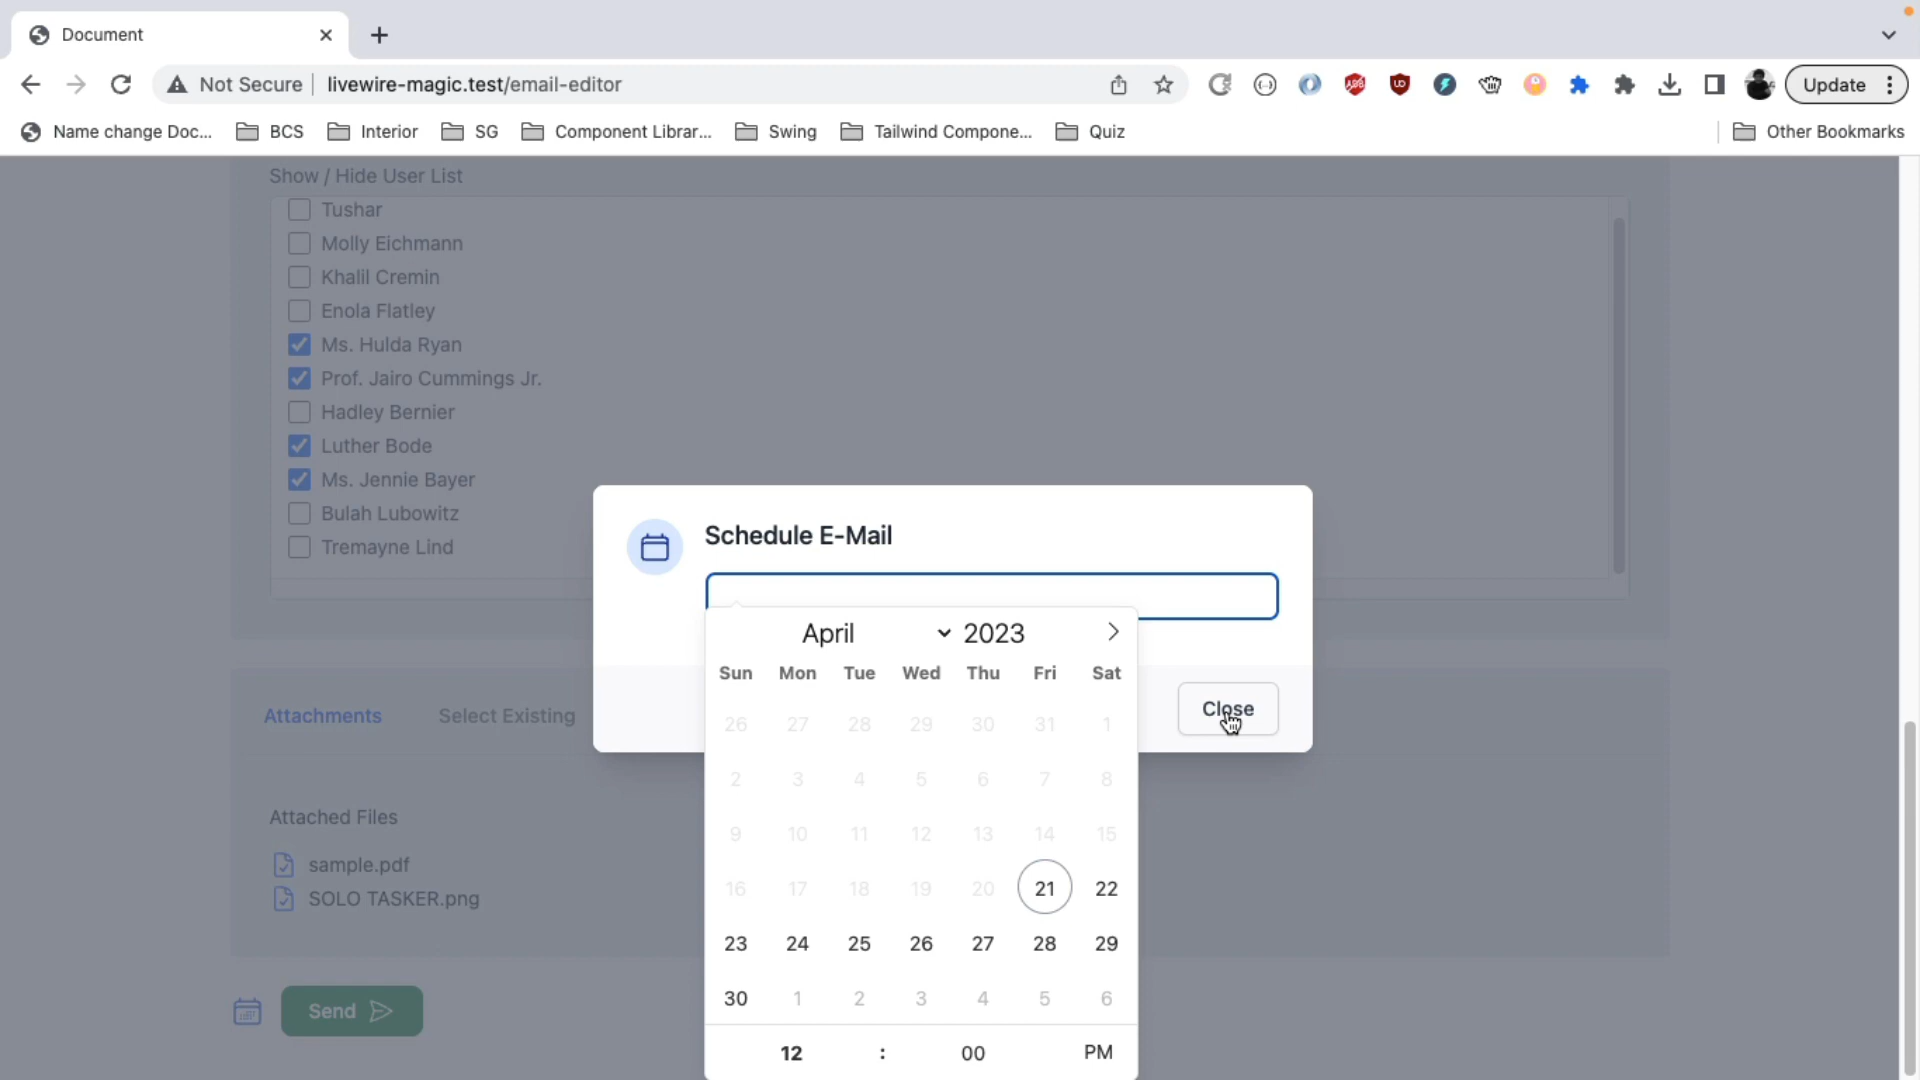 Document
Not Secure livewire-magic.test/email-editor
Update
Name change Doc... BCS Interior SG Component Librar... Swing Tailwind Compone... Quiz Other Bookmarks
Show / Hide User List
Tushar
Molly Eichmann
Khalil Cremin
Enola Flatley
Ms. Hulda Ryan
Prof. Jairo Cummings Jr.
Hadley Bernier
Luther Bode
Ms. Jennie Bayer
Bulah Lubowitz
Tremayne Lind
Schedule E-Mail
April 2023
Sun Mon Tue Wed Thu Fri Sat
26 27 28 29 30 31 1
2 3 4 5 6 7 8
9 10 11 12 13 14 15
16 17 18 19 20 21 22
23 24 25 26 27 28 29
30 1 2 3 4 5 6
12 : 00 PM
Close
Attachments Select Existing
Attached Files
sample.pdf
SOLO TASKER.png
Send